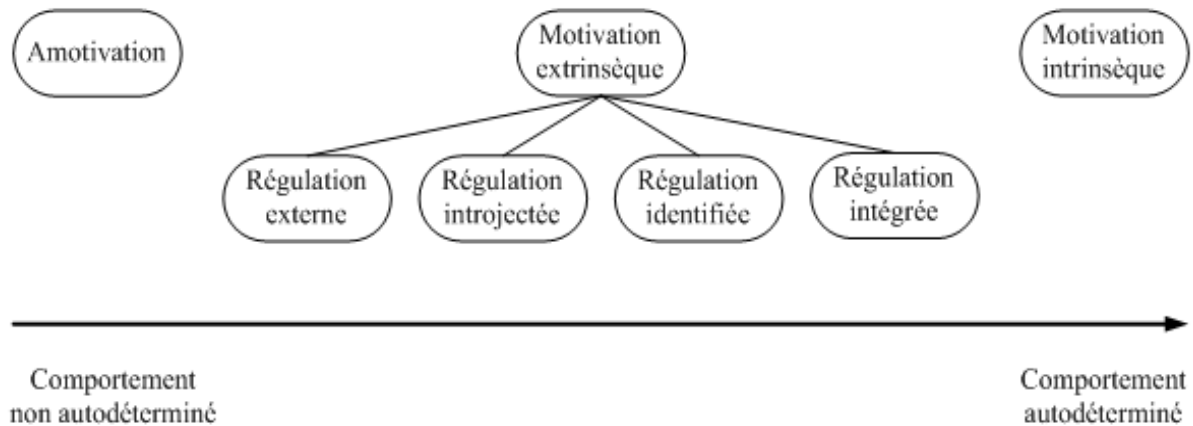 Amotivation
Motivation
extrinsèque
Motivation
intrinsèque
Régulation
externe
Régulation
introjectée
Régulation
identifiée
Régulation
intégrée
Comportement
non autodéterminé
Comportement
autodéterminé